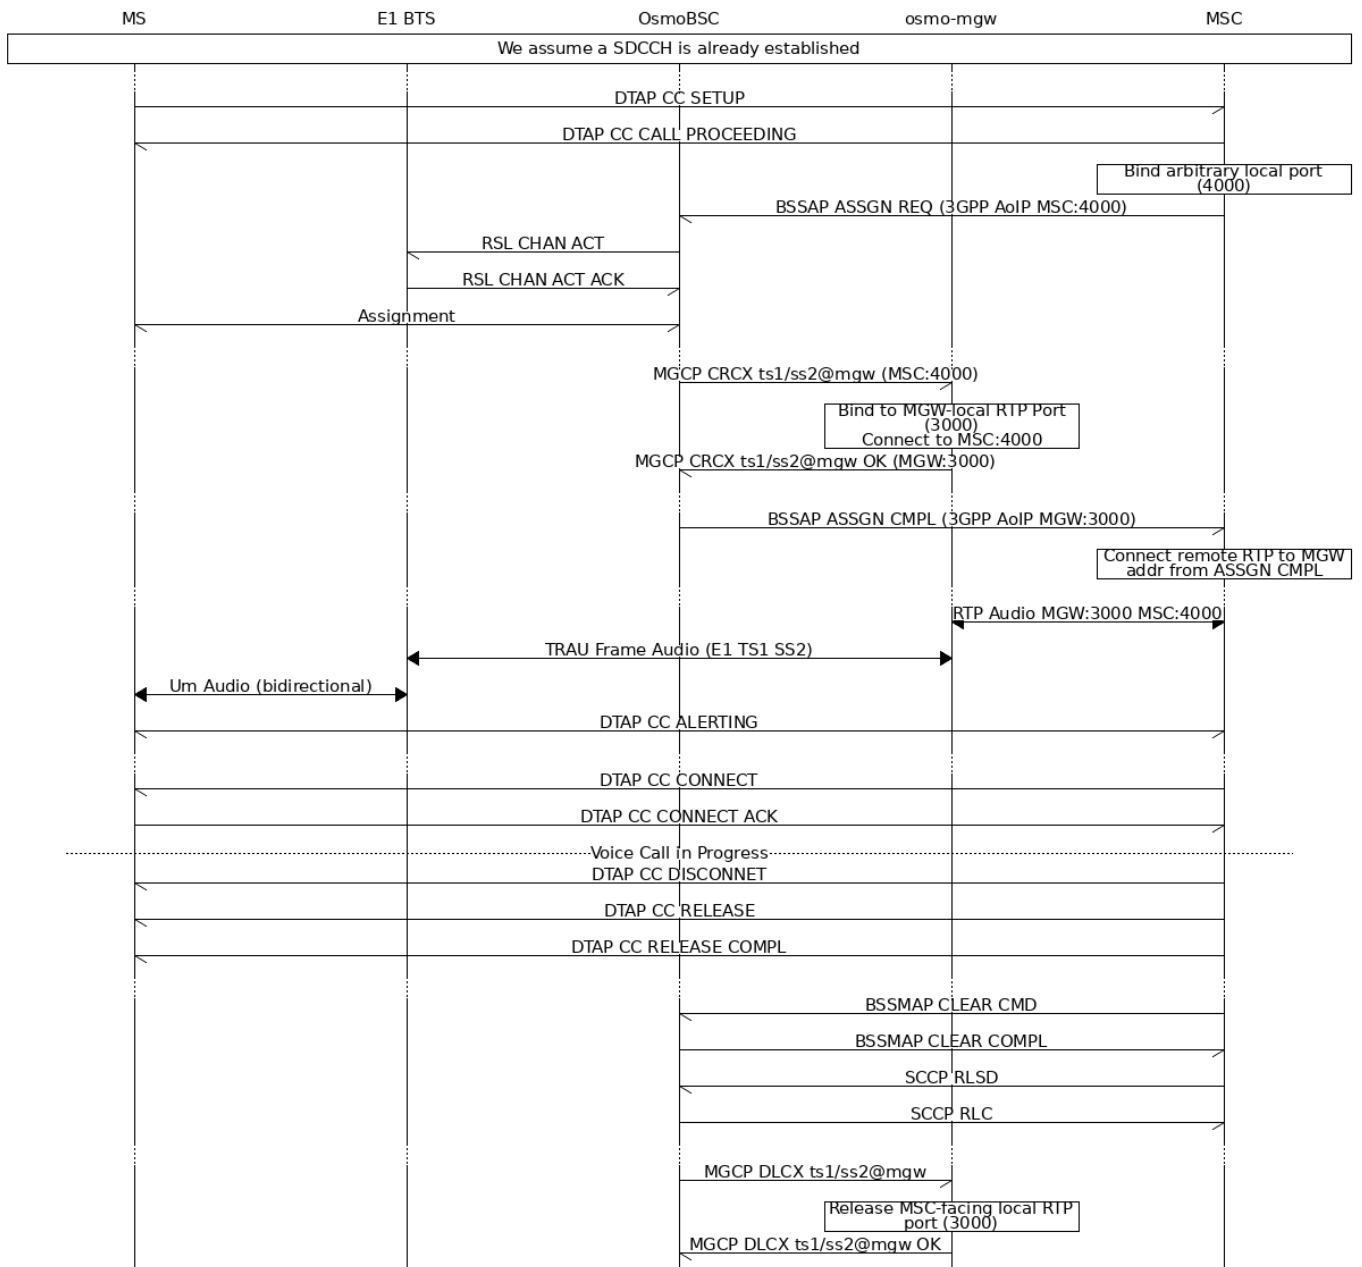 MS E1 BTS OsmoBSC osmo-mgw MSC
We assume a SDCCH is already established
DTAP CC SETUP
DTAP CC CALL PROCEEDING
Bind arbitrary local port
(4000)
BSSAP ASSGN REQ (3GPP AoIP MSC:4000)
RSL CHAN ACT
RSL CHAN ACT ACK
Assignment
MGCP CRCX ts1/ss2@mgw (MSC:4000)
Bind to MGW-local RTP Port
(3000)
Connect to MSC:4000
MGCP CRCX ts1/ss2@mgw OK (MGW:3000)
BSSAP ASSGN CMPL (3GPP AoIP MGW:3000)
Connect remote RTP to MGW
addr from ASSGN CMPL
RTP Audio MGW:3000 MSC:4000
TRAU Frame Audio (E1 TS1 SS2)
Um Audio (bidirectional)
DTAP CC ALERTING
DTAP CC CONNECT
DTAP CC CONNECT ACK
Voice Call in Progress
DTAP CC DISCONNET
DTAP CC RELEASE
DTAP CC RELEASE COMPL
BSSMAP CLEAR CMD
BSSMAP CLEAR COMPL
SCCP RLSD
SCCP RLC
MGCP DLCX ts1/ss2@mgw
Release MSC-facing local RTP
port (3000)
MGCP DLCX ts1/ss2@mgw OK